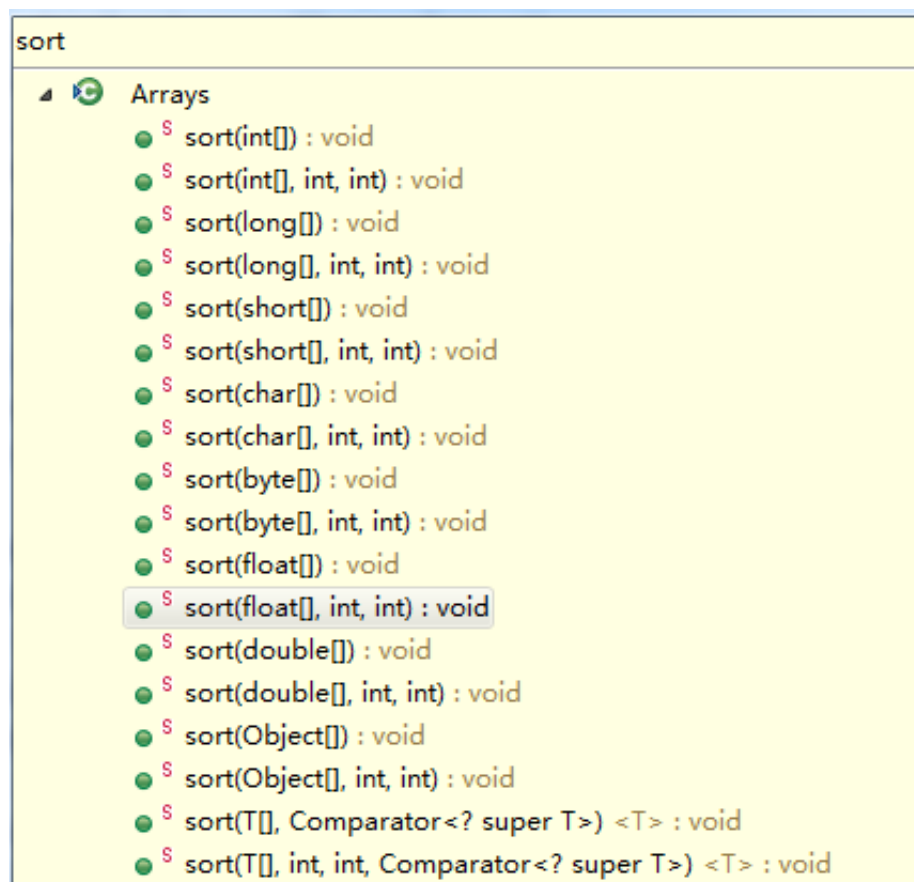 sort
Arrays
S sort(int[]) : void
S sort(int[], int, int) : void
S sort(long[]) : void
S sort(long[], int, int) : void
S sort(short[]) : void
S sort(short[], int, int) : void
S sort(char[]) : void
S sort(char[], int, int) : void
S sort(byte[]) : void
S sort(byte[], int, int) : void
S sort(float[]) : void
S sort(float[], int, int) : void
S sort(double[]) : void
S sort(double[], int, int) : void
S sort(Object[]) : void
S sort(Object[], int, int) : void
S sort(T[], Comparator<? super T>) <T> : void
S sort(T[], int, int, Comparator<? super T>) <T> : void